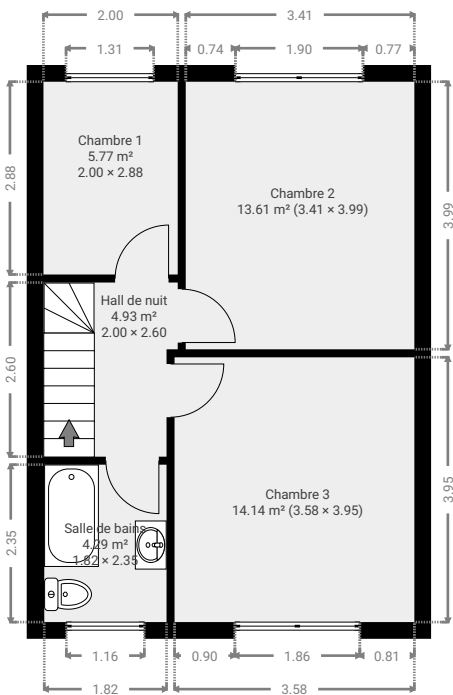 2.00
3.41
1.31
0.74
1.90
0.77
Chambre 1
5.77 m²
2.00 × 2.88
2.88
Chambre 2
13.61 m² (3.41 × 3.99)
3.99
Hall de nuit
4.93 m²
2.00 × 2.60
2.60
Chambre 3
14.14 m² (3.58 × 3.95)
3.95
Salle de bains
4.29 m²
1.82 × 2.35
2.35
1.16
0.90
1.86
0.81
1.82
3.58